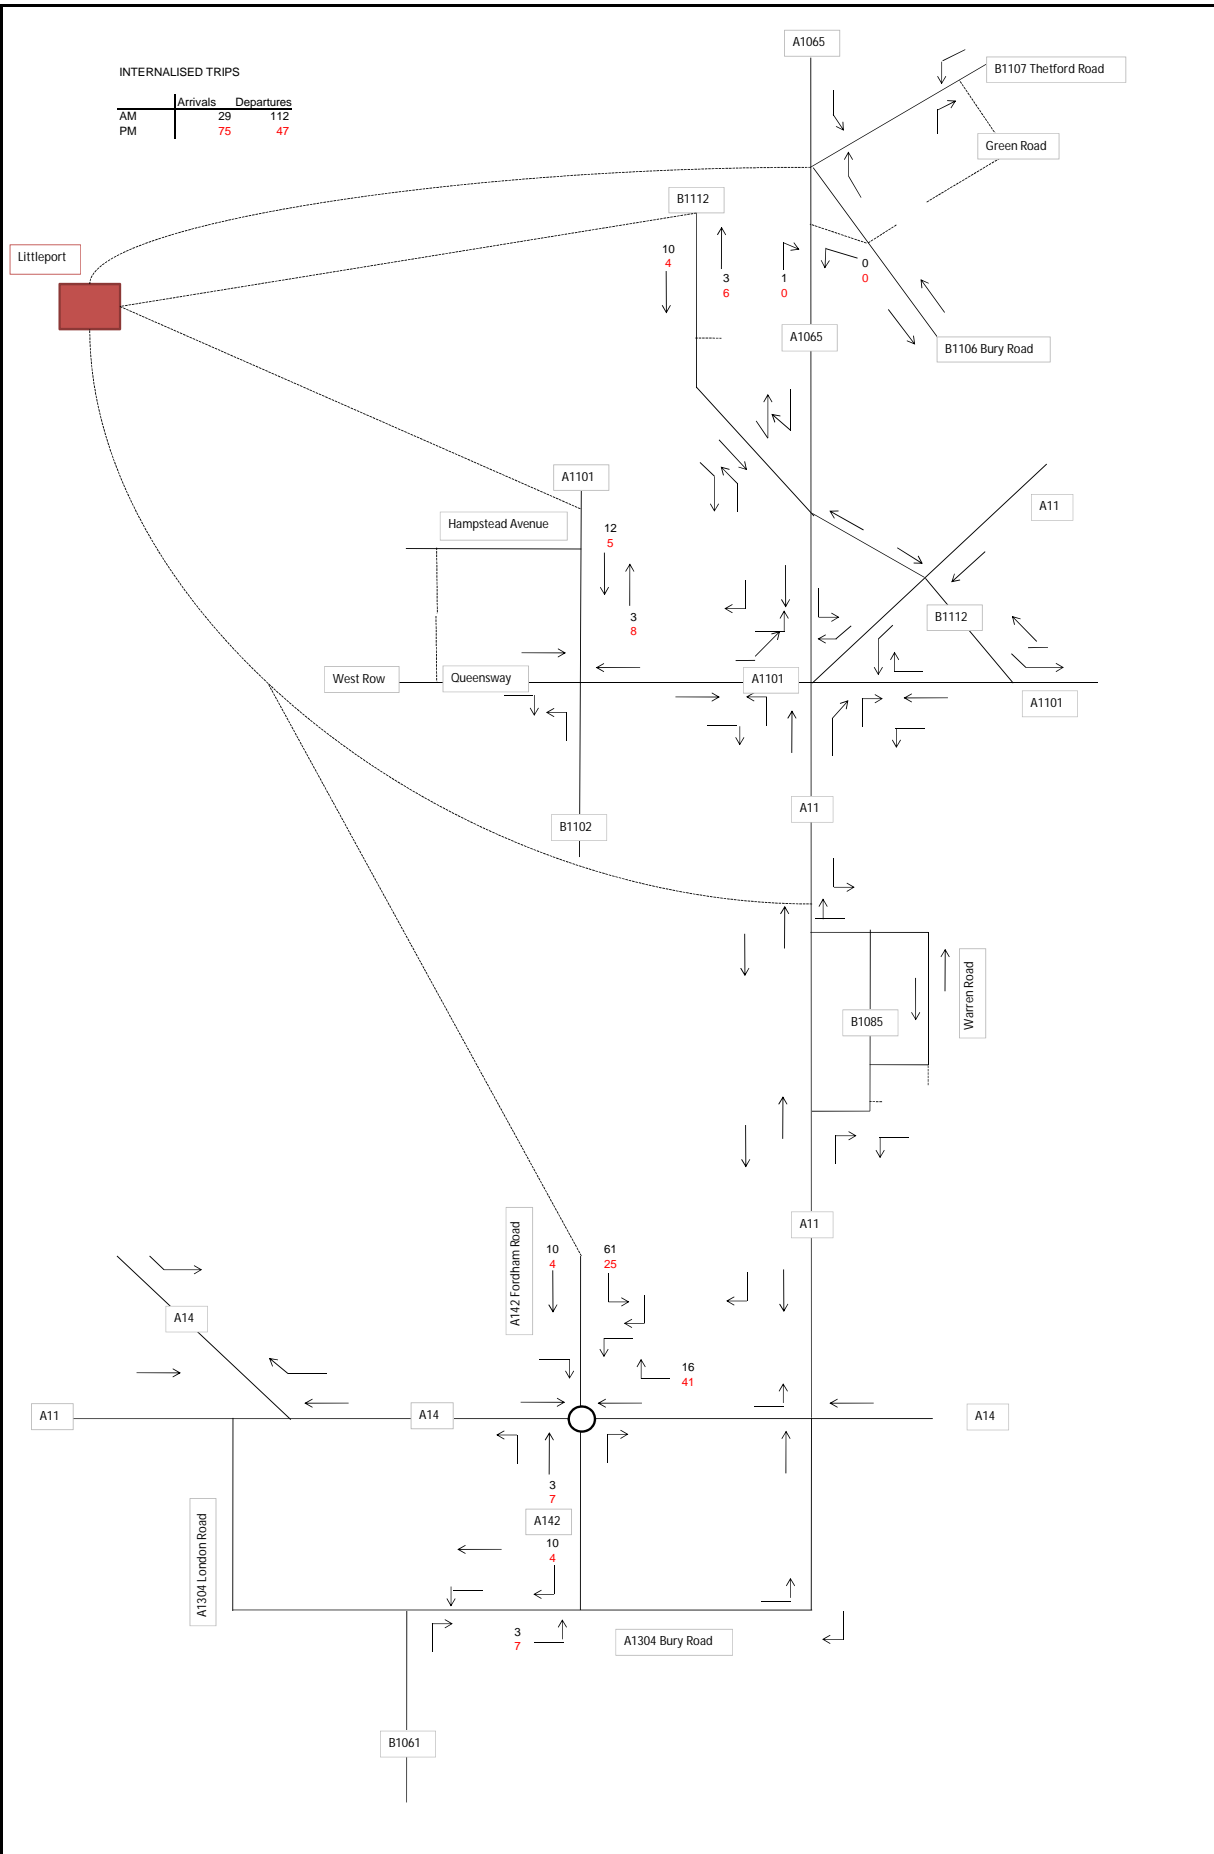 A1065
INTERNALISED TRIPS
B1107 Thetford Road
Arrivals Departures
AM 29 112
PM 75 47
Green Road
B1112
Littleport
10
4
3
6
1
0
0
0
A1065
B1106 Bury Road
A1101
A11
Hampstead Avenue
12
5
3
8
B1112
West Row
Queensway
A1101
A1101
A11
B1102
Warren Road
B1085
A11
A142 Fordham Road
10
4
61
25
A14
16
41
A11
A14
A14
3
7
A142
10
4
A1304 London Road
3
7
A1304 Bury Road
B1061